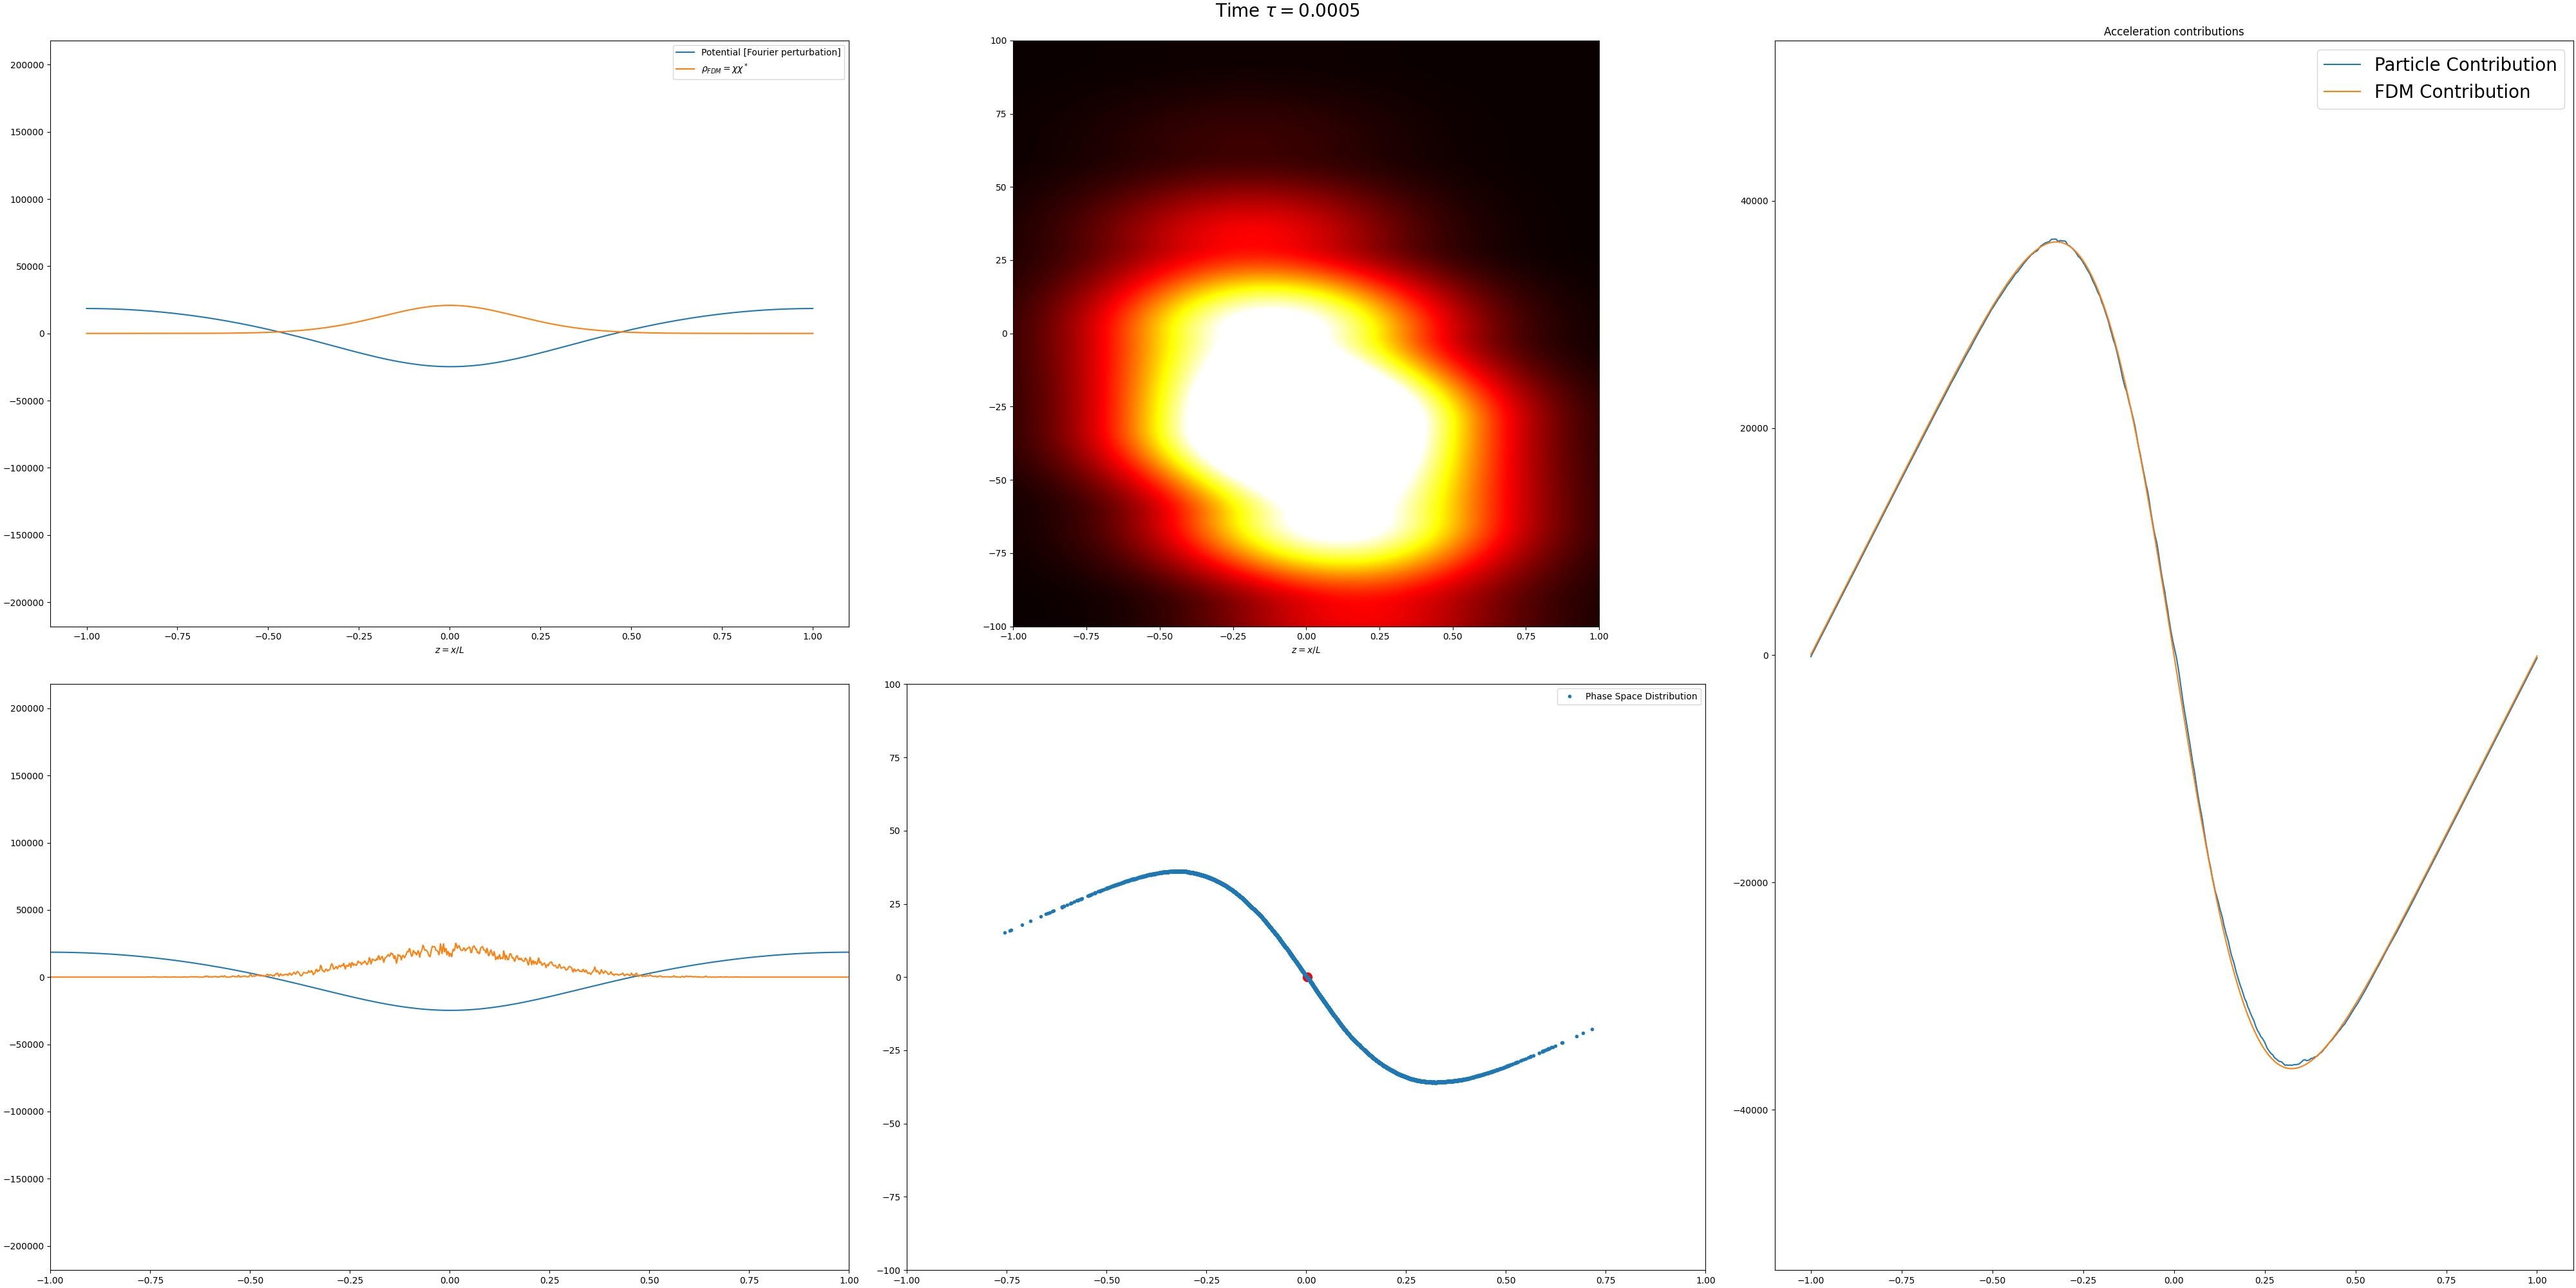 Time τ = 0.0005
200000
150000
100000
50000
0
−50000
−100000
−150000
−200000
Potential [Fourier perturbation]
ρFDM = χχ*
−1.00 −0.75 −0.50 −0.25 0.00 0.25 0.50 0.75 1.00
z = x/L
100
75
50
25
0
−25
−50
−75
−100
−1.00 −0.75 −0.50 −0.25 0.00 0.25 0.50 0.75 1.00
z = x/L
Acceleration contributions
Particle Contribution
FDM Contribution
40000
20000
0
−20000
−40000
−1.00 −0.75 −0.50 −0.25 0.00 0.25 0.50 0.75 1.00
200000
150000
100000
50000
0
−50000
−100000
−150000
−200000
−1.00 −0.75 −0.50 −0.25 0.00 0.25 0.50 0.75 1.00
Phase Space Distribution
100
75
50
25
0
−25
−50
−75
−100
−1.00 −0.75 −0.50 −0.25 0.00 0.25 0.50 0.75 1.00